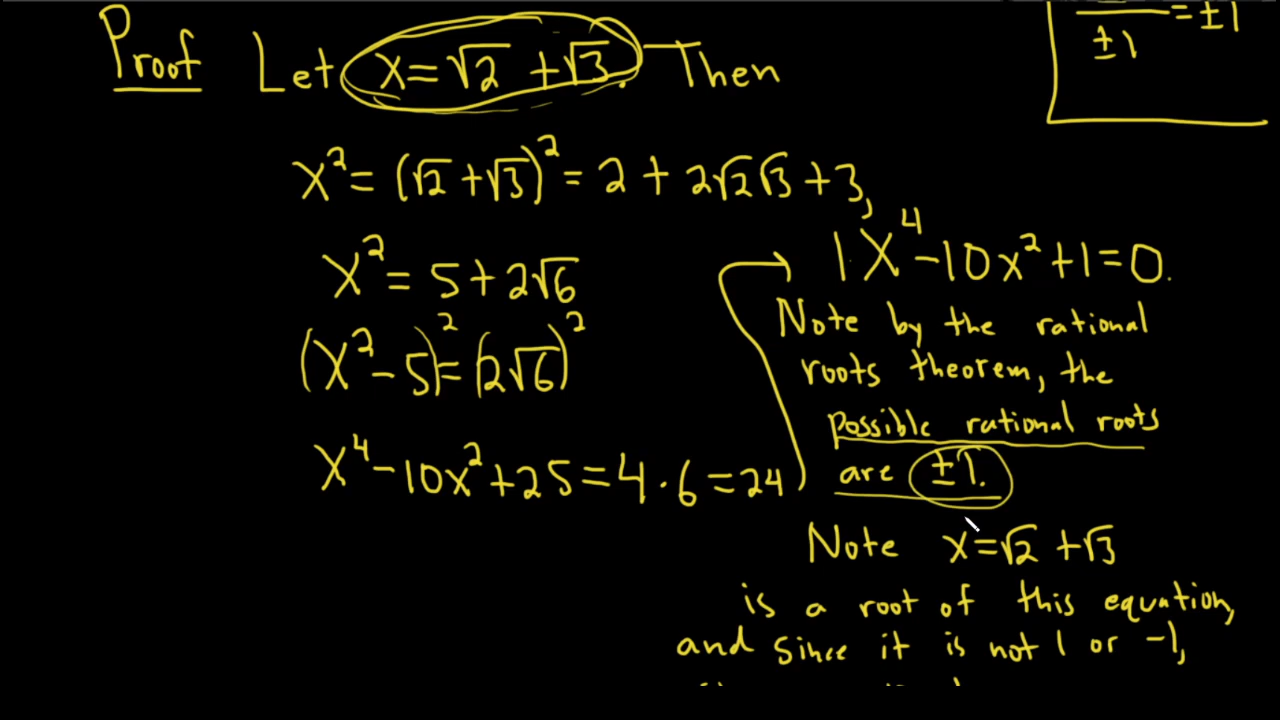 Proof Let x=√2 +√3. Then
±1 = ±1
x² = (√2 +√3)² = 2 + 2√2√3 + 3,
x² = 5 + 2√6
(x² - 5)² = (2√6)²
x⁴ - 10x² + 25 = 4 · 6 = 24
1x⁴ - 10x² + 1 = 0.
Note by the rational
roots theorem, the
possible rational roots
are ±1.
Note x=√2 +√3
is a root of this equation,
and since it is not 1 or -1,